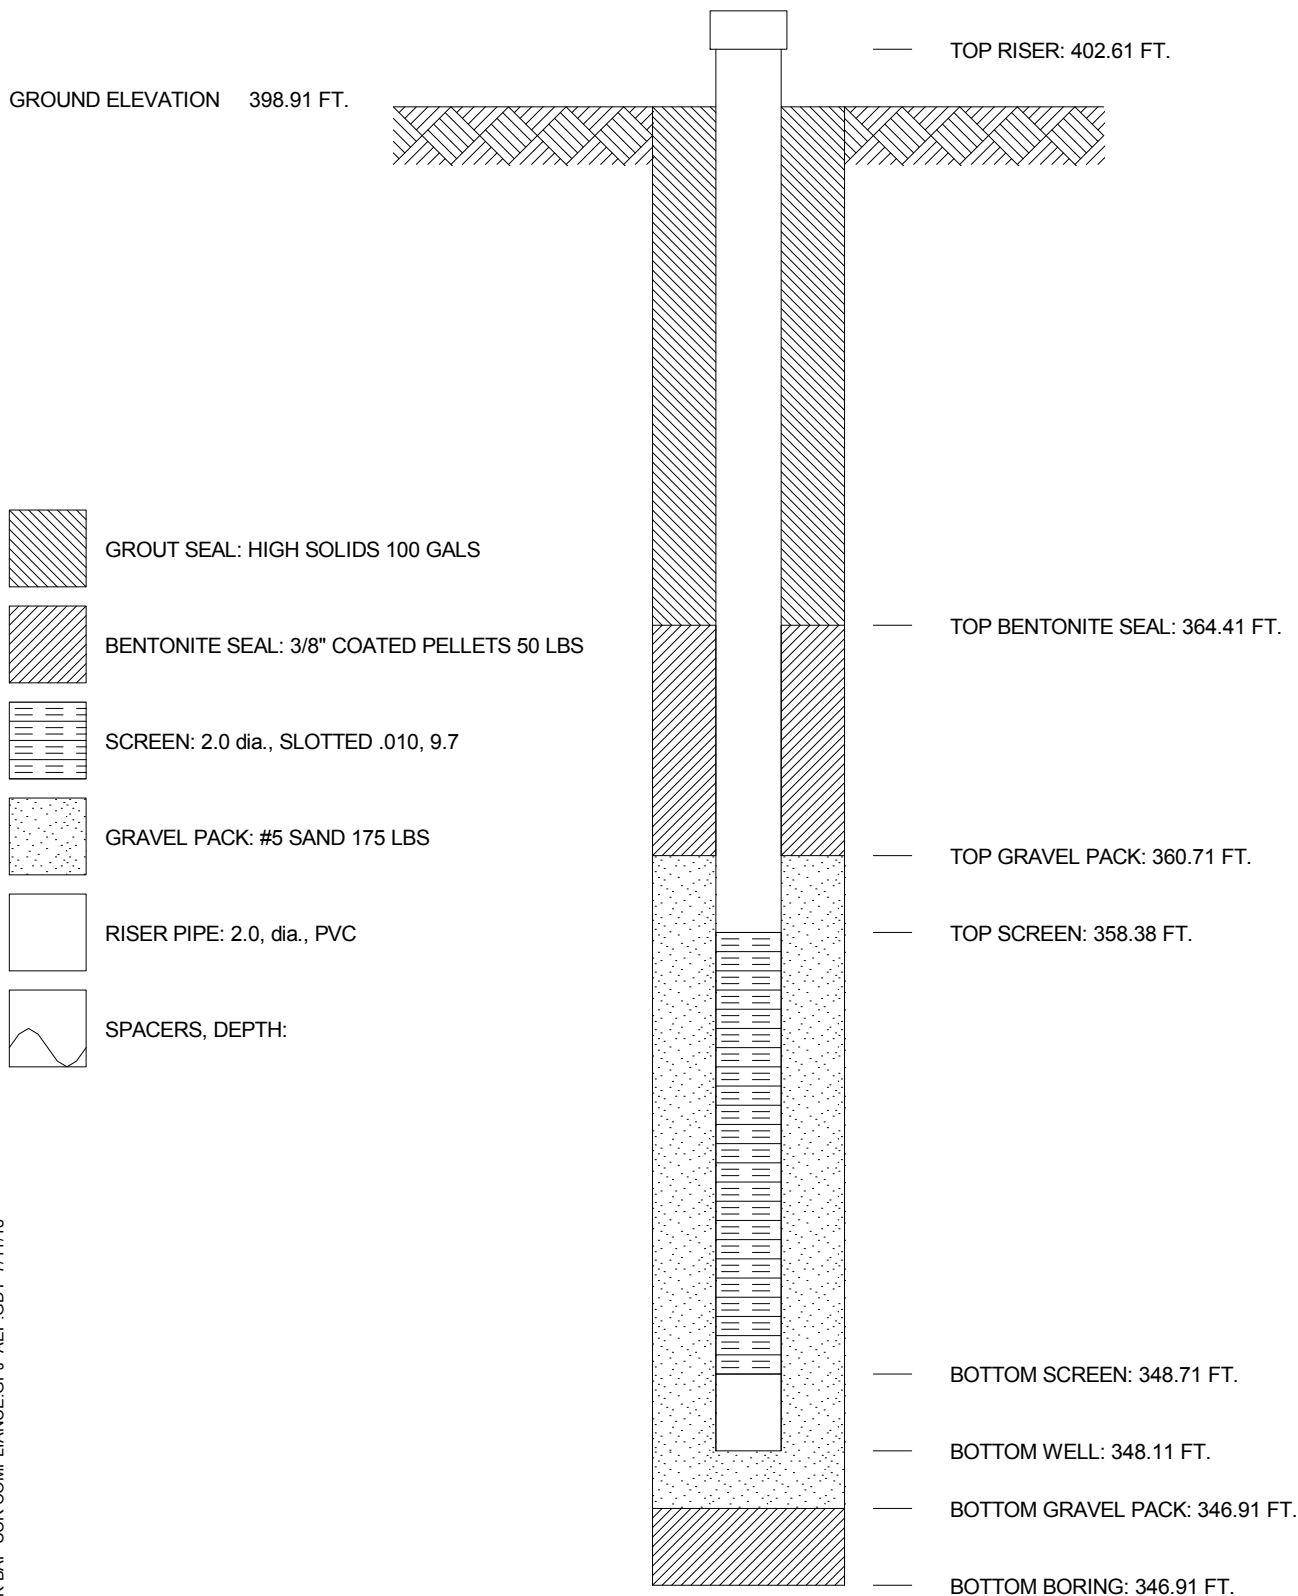 TOP RISER: 402.61 FT.
GROUND ELEVATION 398.91 FT.
GROUT SEAL: HIGH SOLIDS 100 GALS
BENTONITE SEAL: 3/8" COATED PELLETS 50 LBS
SCREEN: 2.0 dia., SLOTTED .010, 9.7
GRAVEL PACK: #5 SAND 175 LBS
RISER PIPE: 2.0, dia., PVC
SPACERS, DEPTH:
TOP BENTONITE SEAL: 364.41 FT.
TOP GRAVEL PACK: 360.71 FT.
TOP SCREEN: 358.38 FT.
BOTTOM SCREEN: 348.71 FT.
BOTTOM WELL: 348.11 FT.
BOTTOM GRAVEL PACK: 346.91 FT.
BOTTOM BORING: 346.91 FT.